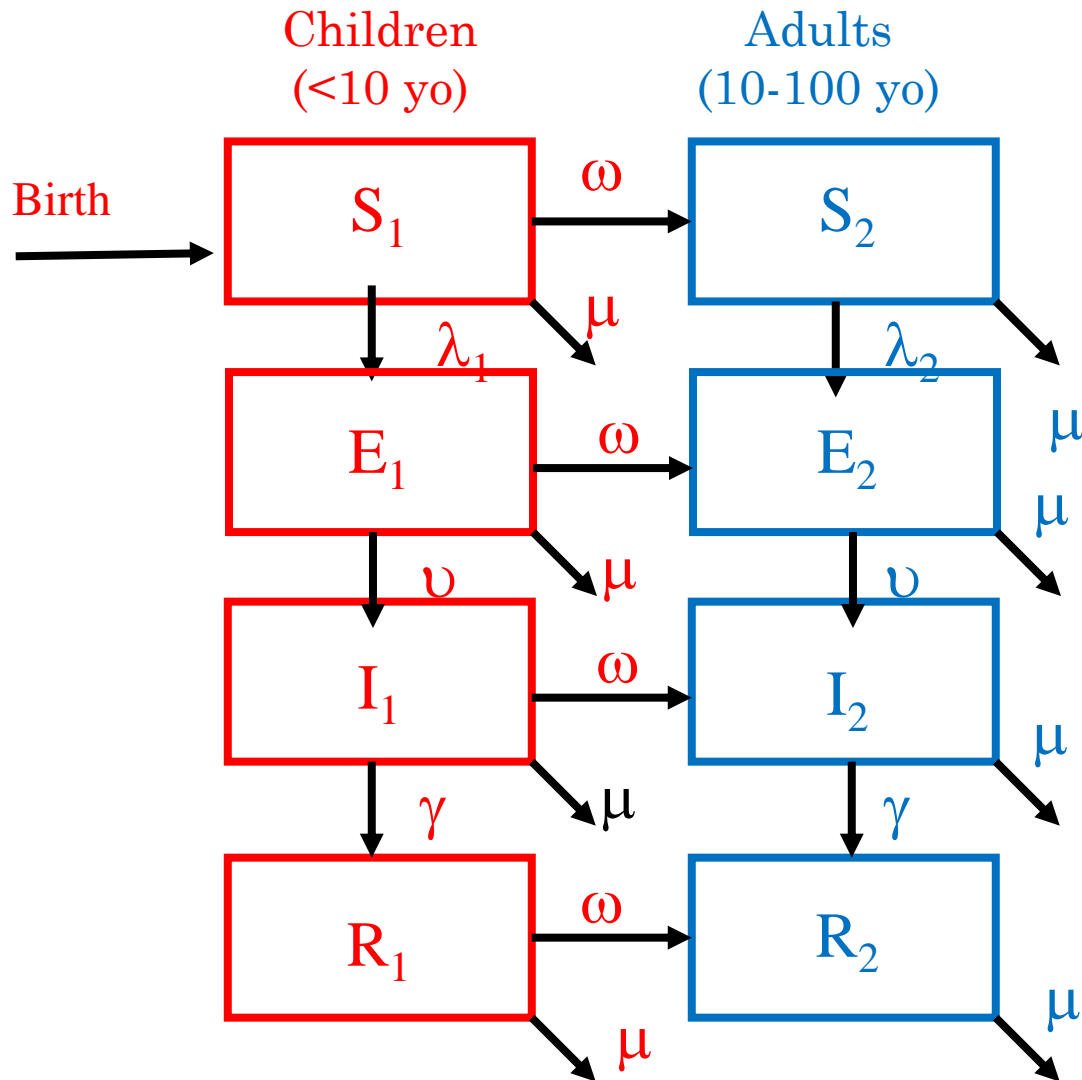 Children
(<10 yo)
Adults
(10-100 yo)
Birth
S₁
ω
S₂
μ
λ₁
λ₂
μ
E₁
ω
E₂
μ
μ
υ
υ
I₁
ω
I₂
μ
μ
γ
γ
R₁
ω
R₂
μ
μ